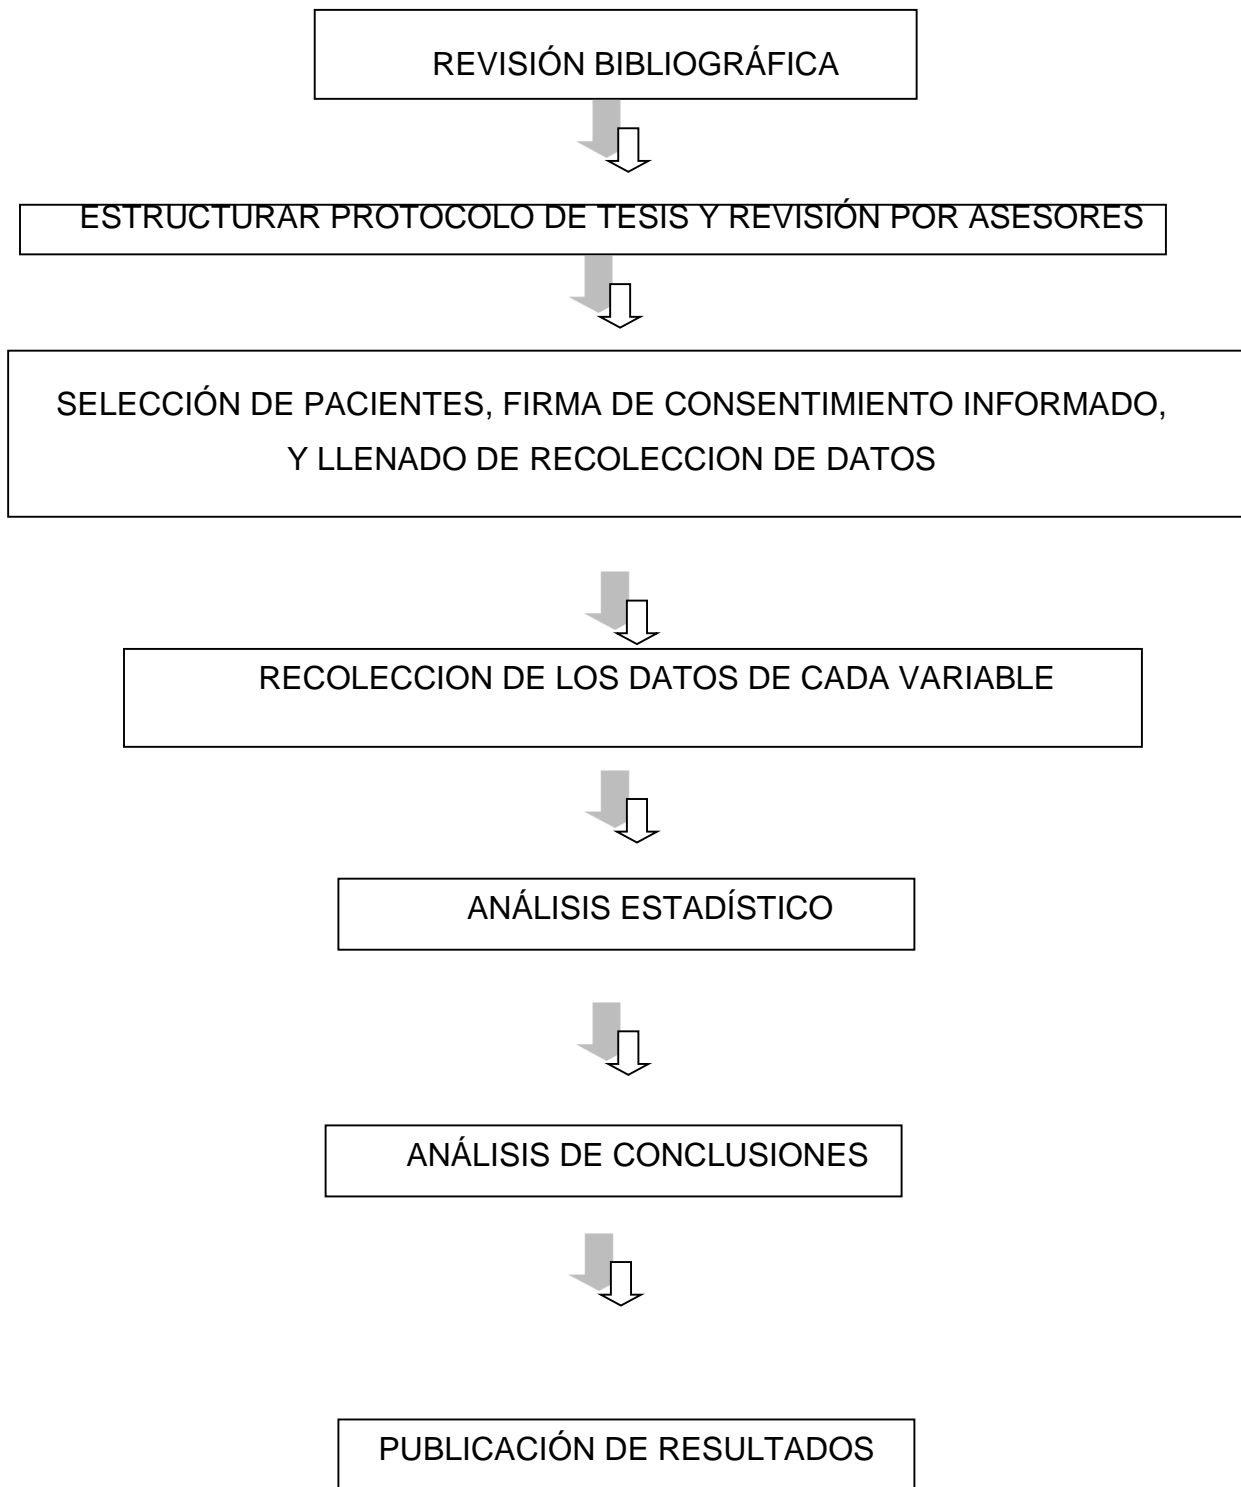 REVISIÓN BIBLIOGRÁFICA
ESTRUCTURAR PROTOCOLO DE TESIS Y REVISIÓN POR ASESORES
SELECCIÓN DE PACIENTES, FIRMA DE CONSENTIMIENTO INFORMADO,
Y LLENADO DE RECOLECCION DE DATOS
RECOLECCION DE LOS DATOS DE CADA VARIABLE
ANÁLISIS ESTADÍSTICO
ANÁLISIS DE CONCLUSIONES
PUBLICACIÓN DE RESULTADOS